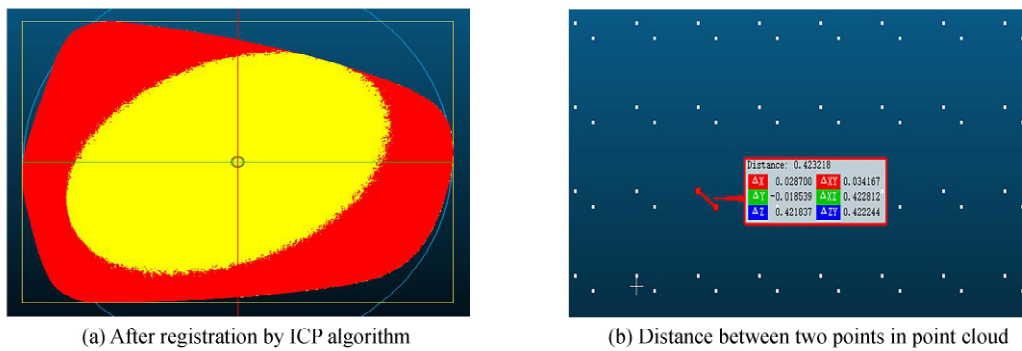 Distance: 0.423218
ΔX 0.028700 ΔXY 0.034167
ΔY -0.018539 ΔXZ 0.422812
ΔZ 0.421837 ΔZY 0.422244
(a) After registration by ICP algorithm
(b) Distance between two points in point cloud